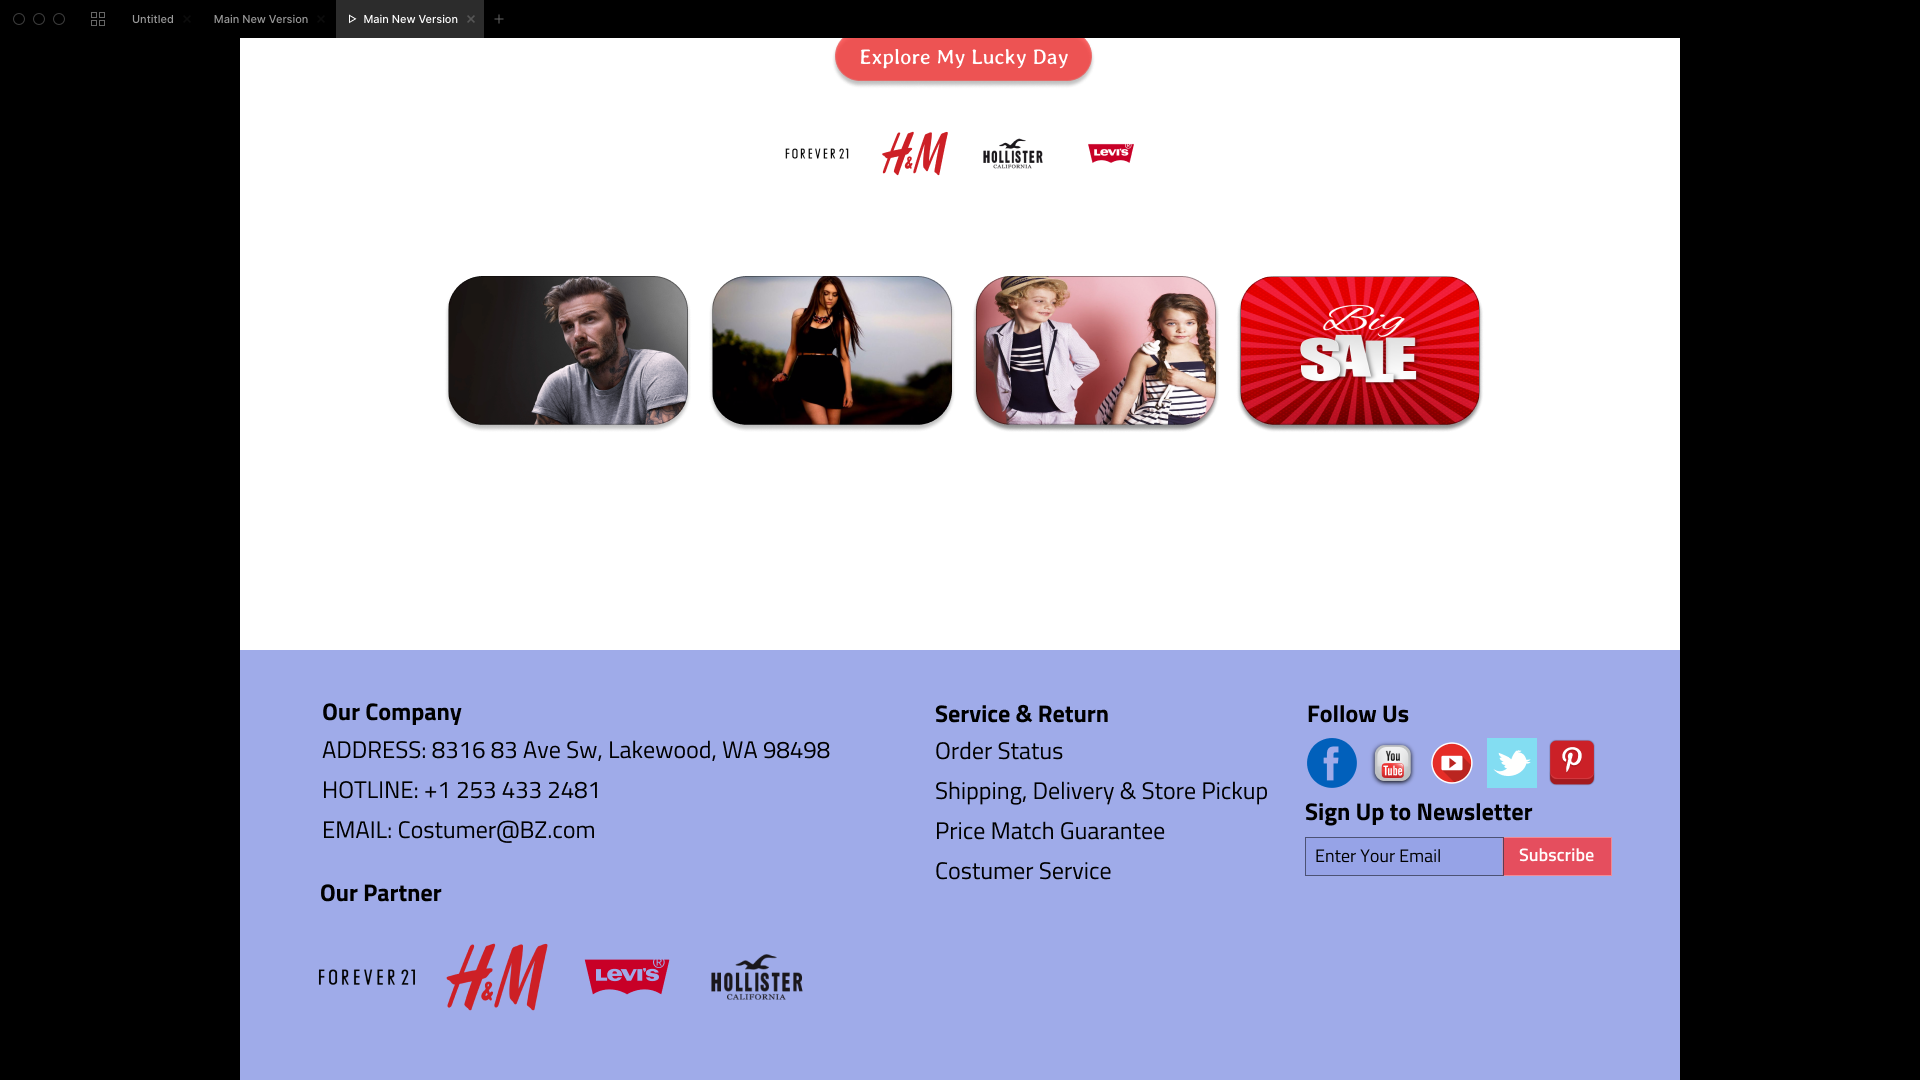 Untitled
Main New Version
Main New Version
Explore My Lucky Day
FOREVER 21
H&M
HOLLISTER
CALIFORNIA
LEVI'S®
Big
SALE
Our Company
ADDRESS: 8316 83 Ave Sw, Lakewood, WA 98498
HOTLINE: +1 253 433 2481
EMAIL: Costumer@BZ.com
Our Partner
FOREVER 21
H&M
LEVI'S®
HOLLISTER
CALIFORNIA
Service & Return
Order Status
Shipping, Delivery & Store Pickup
Price Match Guarantee
Costumer Service
Follow Us
f
You
Tube
Sign Up to Newsletter
Enter Your Email
Subscribe